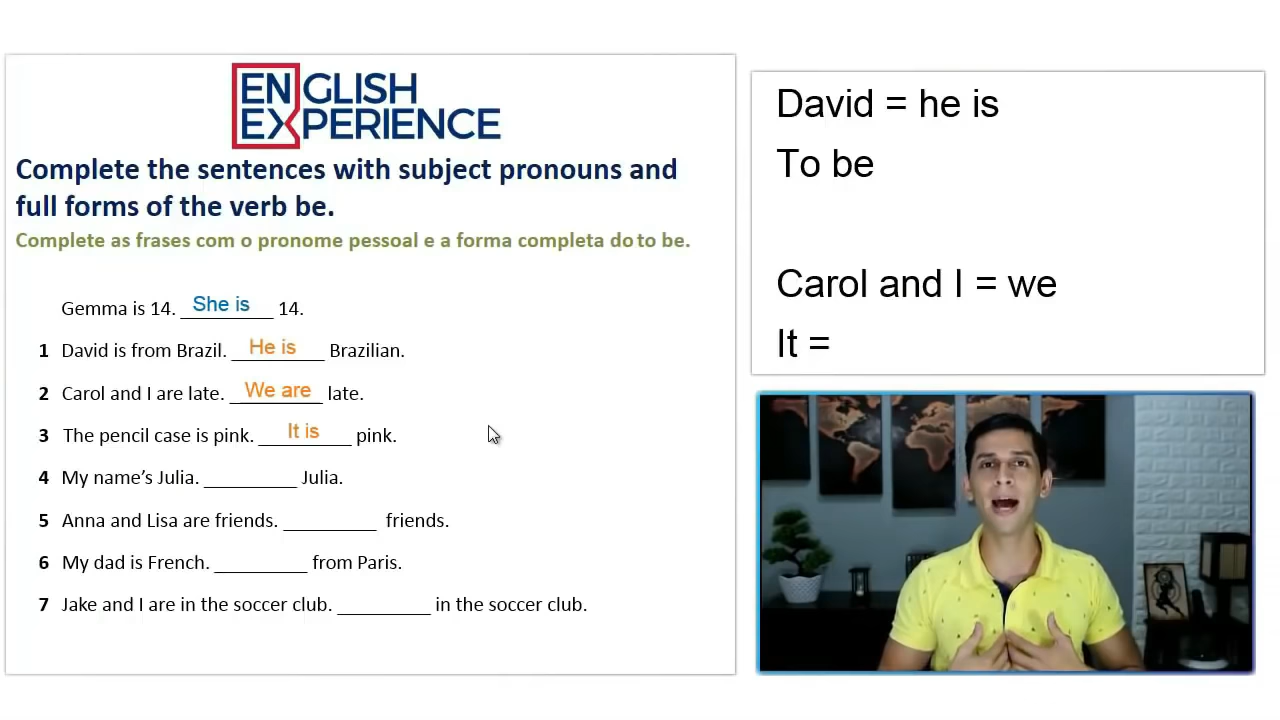 ENGLISH
EXPERIENCE
Complete the sentences with subject pronouns and
full forms of the verb be.
Complete as frases com o pronome pessoal e a forma completa do to be.
Gemma is 14. She is 14.
1 David is from Brazil. He is Brazilian.
2 Carol and I are late. We are late.
3 The pencil case is pink. It is pink.
4 My name’s Julia. __________ Julia.
5 Anna and Lisa are friends. __________ friends.
6 My dad is French. __________ from Paris.
7 Jake and I are in the soccer club. __________ in the soccer club.
David = he is
To be
Carol and I = we
It =